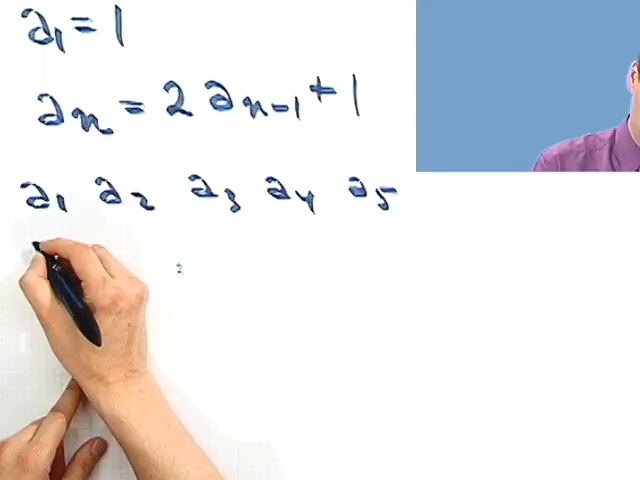 a₁ = 1
aₙ = 2aₙ₋₁ + 1
a₁ a₂ a₃ a₄ a₅